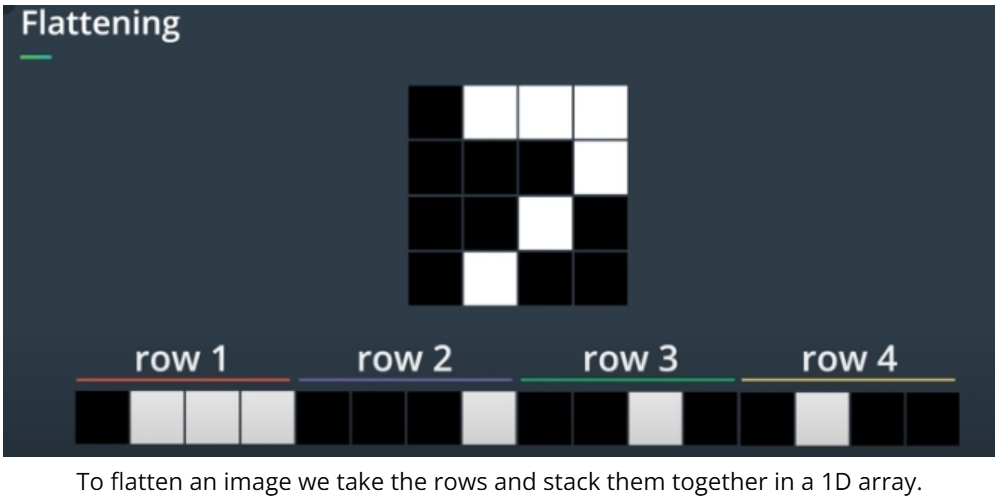 Flattening
row 1 row 2 row 3 row 4
To flatten an image we take the rows and stack them together in a 1D array.